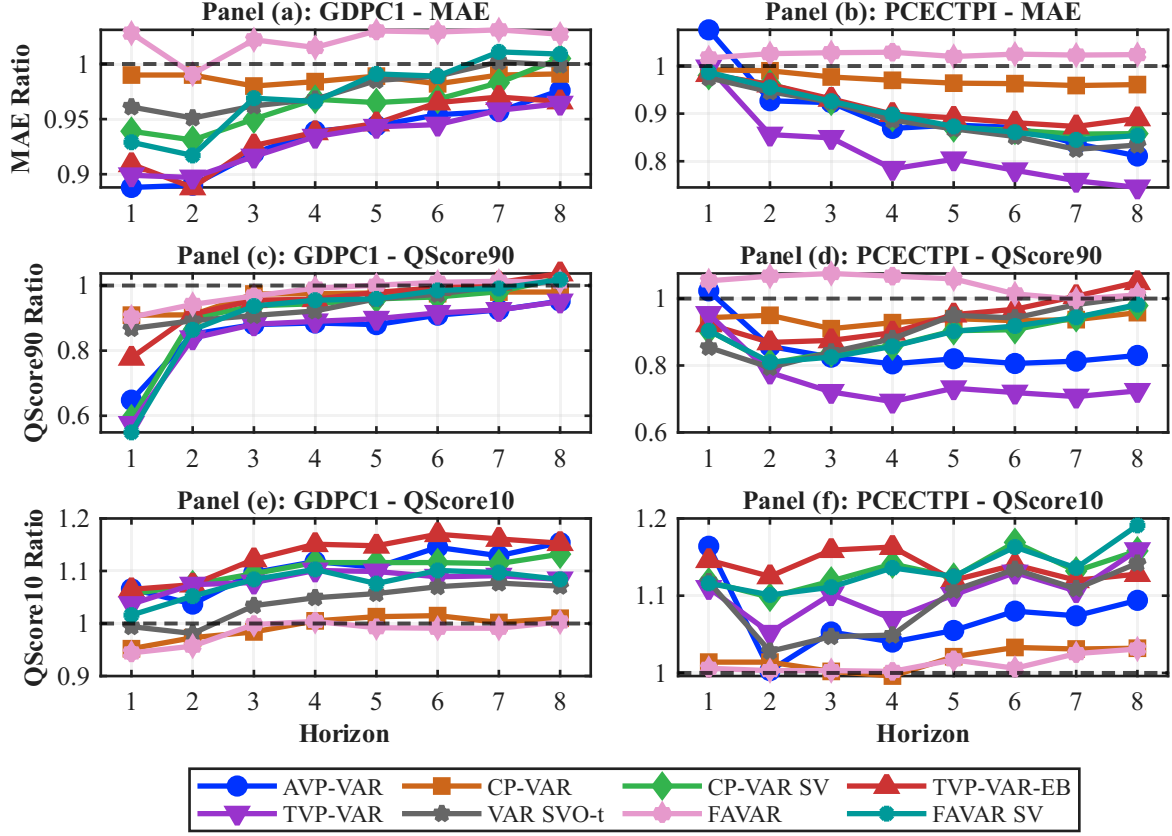 Panel (a): GDPC1 - MAE
Panel (b): PCECTPI - MAE
MAE Ratio
1
0.95
0.9
1 2 3 4 5 6 7 8
1
0.9
0.8
1 2 3 4 5 6 7 8
Panel (c): GDPC1 - QScore90
Panel (d): PCECTPI - QScore90
QScore90 Ratio
1
0.8
0.6
1 2 3 4 5 6 7 8
1
0.8
0.6
1 2 3 4 5 6 7 8
Panel (e): GDPC1 - QScore10
Panel (f): PCECTPI - QScore10
QScore10 Ratio
1.2
1.1
1
0.9
1 2 3 4 5 6 7 8
Horizon
1.2
1.1
1
1 2 3 4 5 6 7 8
Horizon
AVP-VAR CP-VAR CP-VAR SV TVP-VAR-EB
TVP-VAR VAR SVO-t FAVAR FAVAR SV